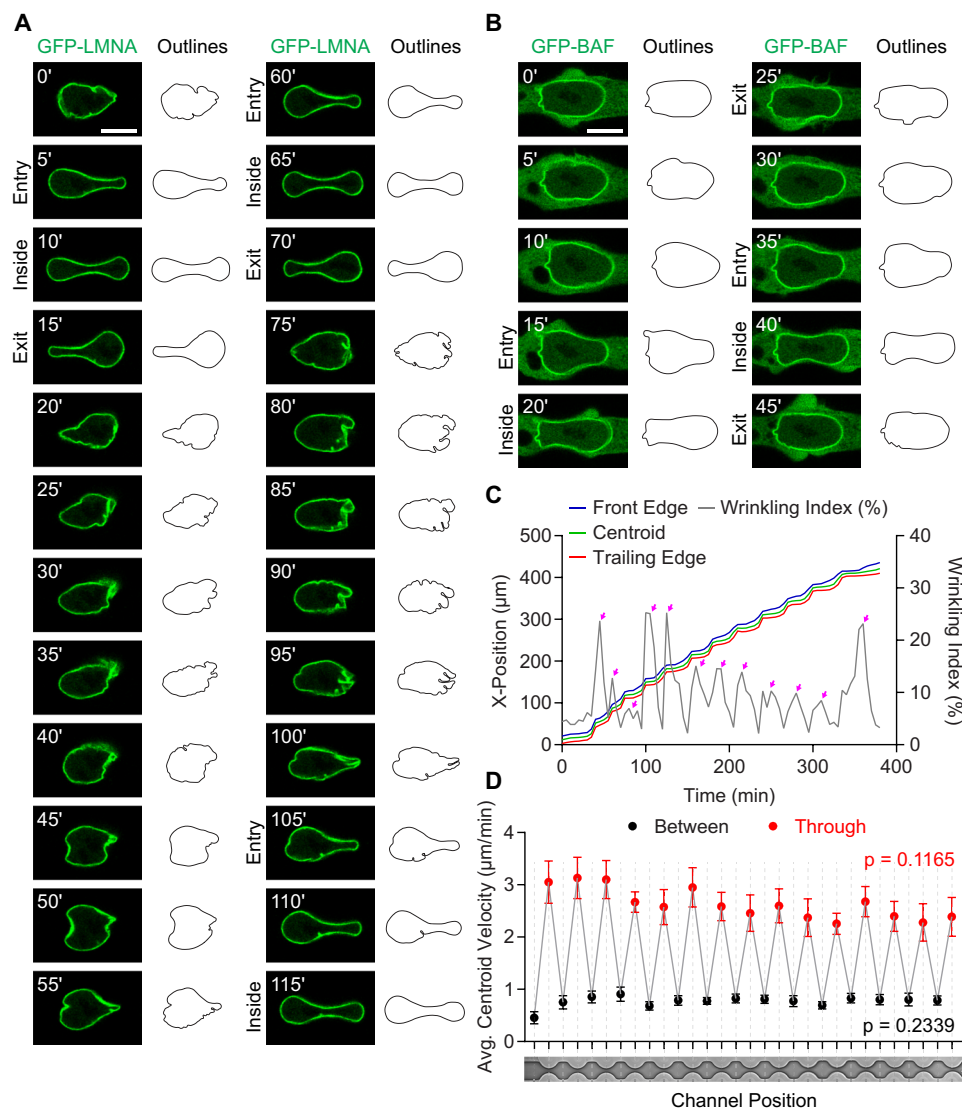 A
GFP-LMNA Outlines GFP-LMNA Outlines
0'
5'
Entry
10'
Inside
15'
Exit
20'
25'
30'
35'
40'
45'
50'
55'
60'
Entry
65'
Inside
70'
Exit
75'
80'
85'
90'
95'
100'
105'
Entry
110'
115'
Inside
B
GFP-BAF Outlines GFP-BAF Outlines
0'
5'
10'
15'
Entry
20'
Inside
25'
Exit
30'
35'
Entry
40'
Inside
45'
Exit
C
Front Edge Wrinkling Index (%)
Centroid
Trailing Edge
X-Position (µm)
500
400
300
200
100
0
Wrinkling Index (%)
40
30
20
10
0
0 100 200 300 400
Time (min)
D
Between Through
Avg. Centroid Velocity (µm/min)
4
3
2
1
0
p = 0.1165
p = 0.2339
Channel Position